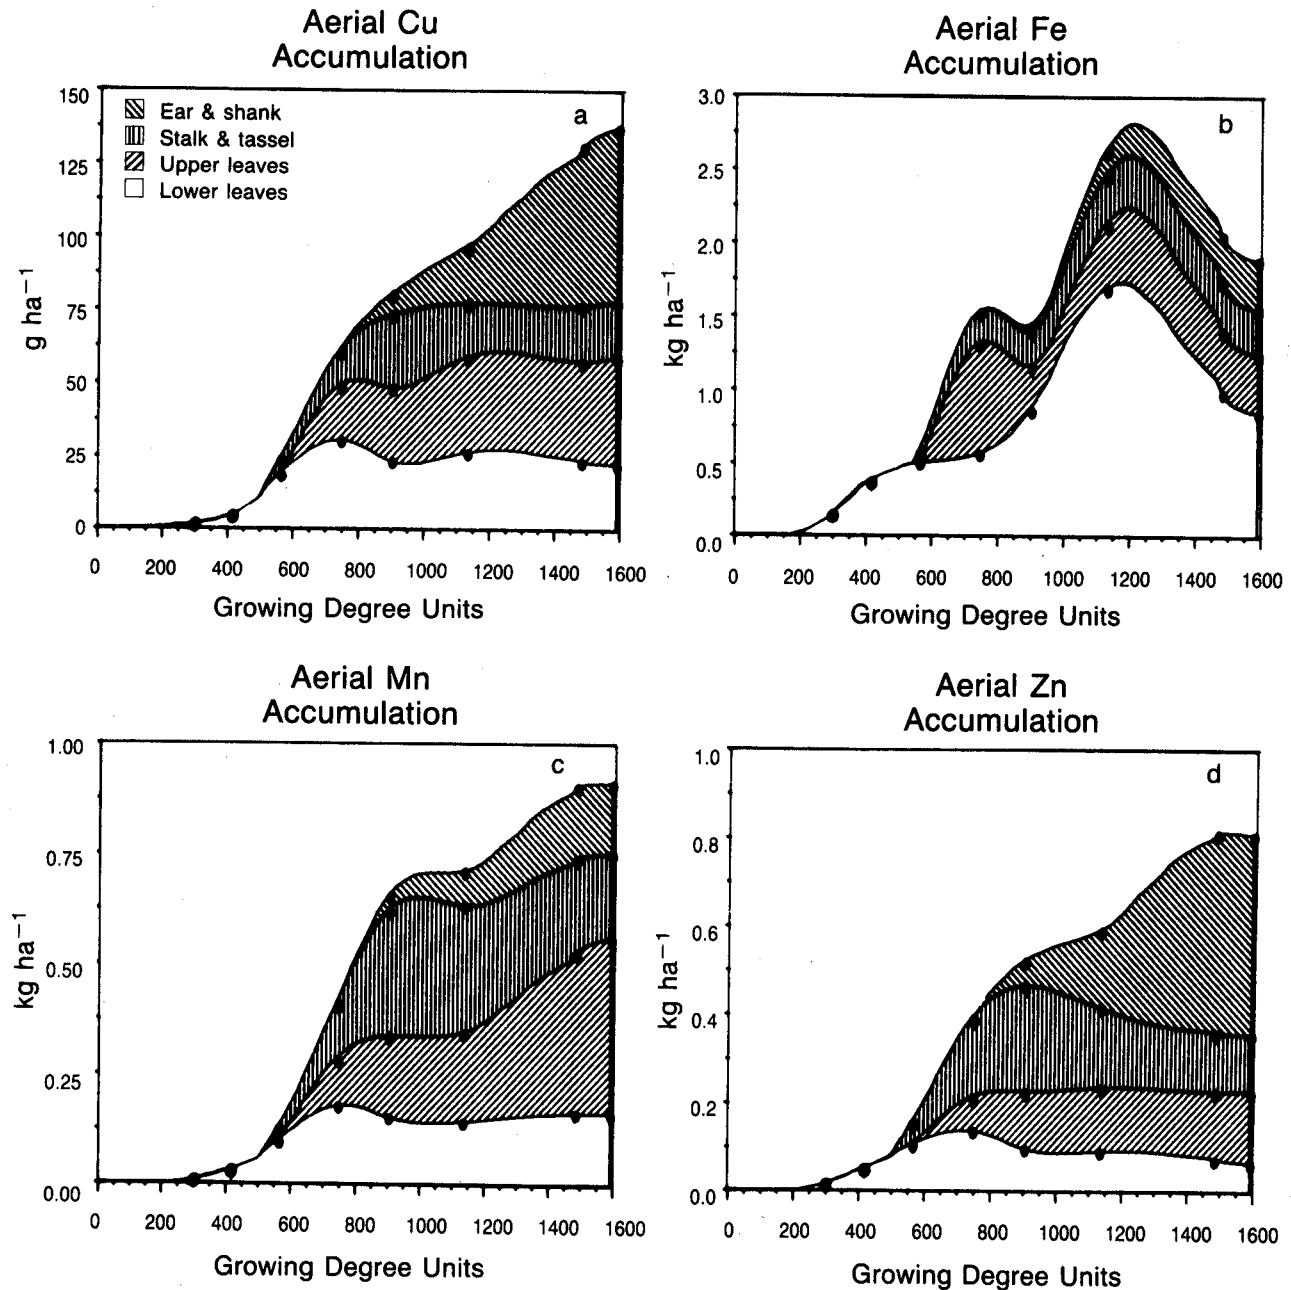 Aerial Cu
Accumulation
150
125
100
75
50
25
0
g ha⁻¹
a
Ear & shank
Stalk & tassel
Upper leaves
Lower leaves
0 200 400 600 800 1000 1200 1400 1600
Growing Degree Units
Aerial Fe
Accumulation
3.0
2.5
2.0
1.5
1.0
0.5
0.0
kg ha⁻¹
b
0 200 400 600 800 1000 1200 1400 1600
Growing Degree Units
Aerial Mn
Accumulation
1.00
0.75
0.50
0.25
0.00
kg ha⁻¹
c
0 200 400 600 800 1000 1200 1400 1600
Growing Degree Units
Aerial Zn
Accumulation
1.0
0.8
0.6
0.4
0.2
0.0
kg ha⁻¹
d
0 200 400 600 800 1000 1200 1400 1600
Growing Degree Units